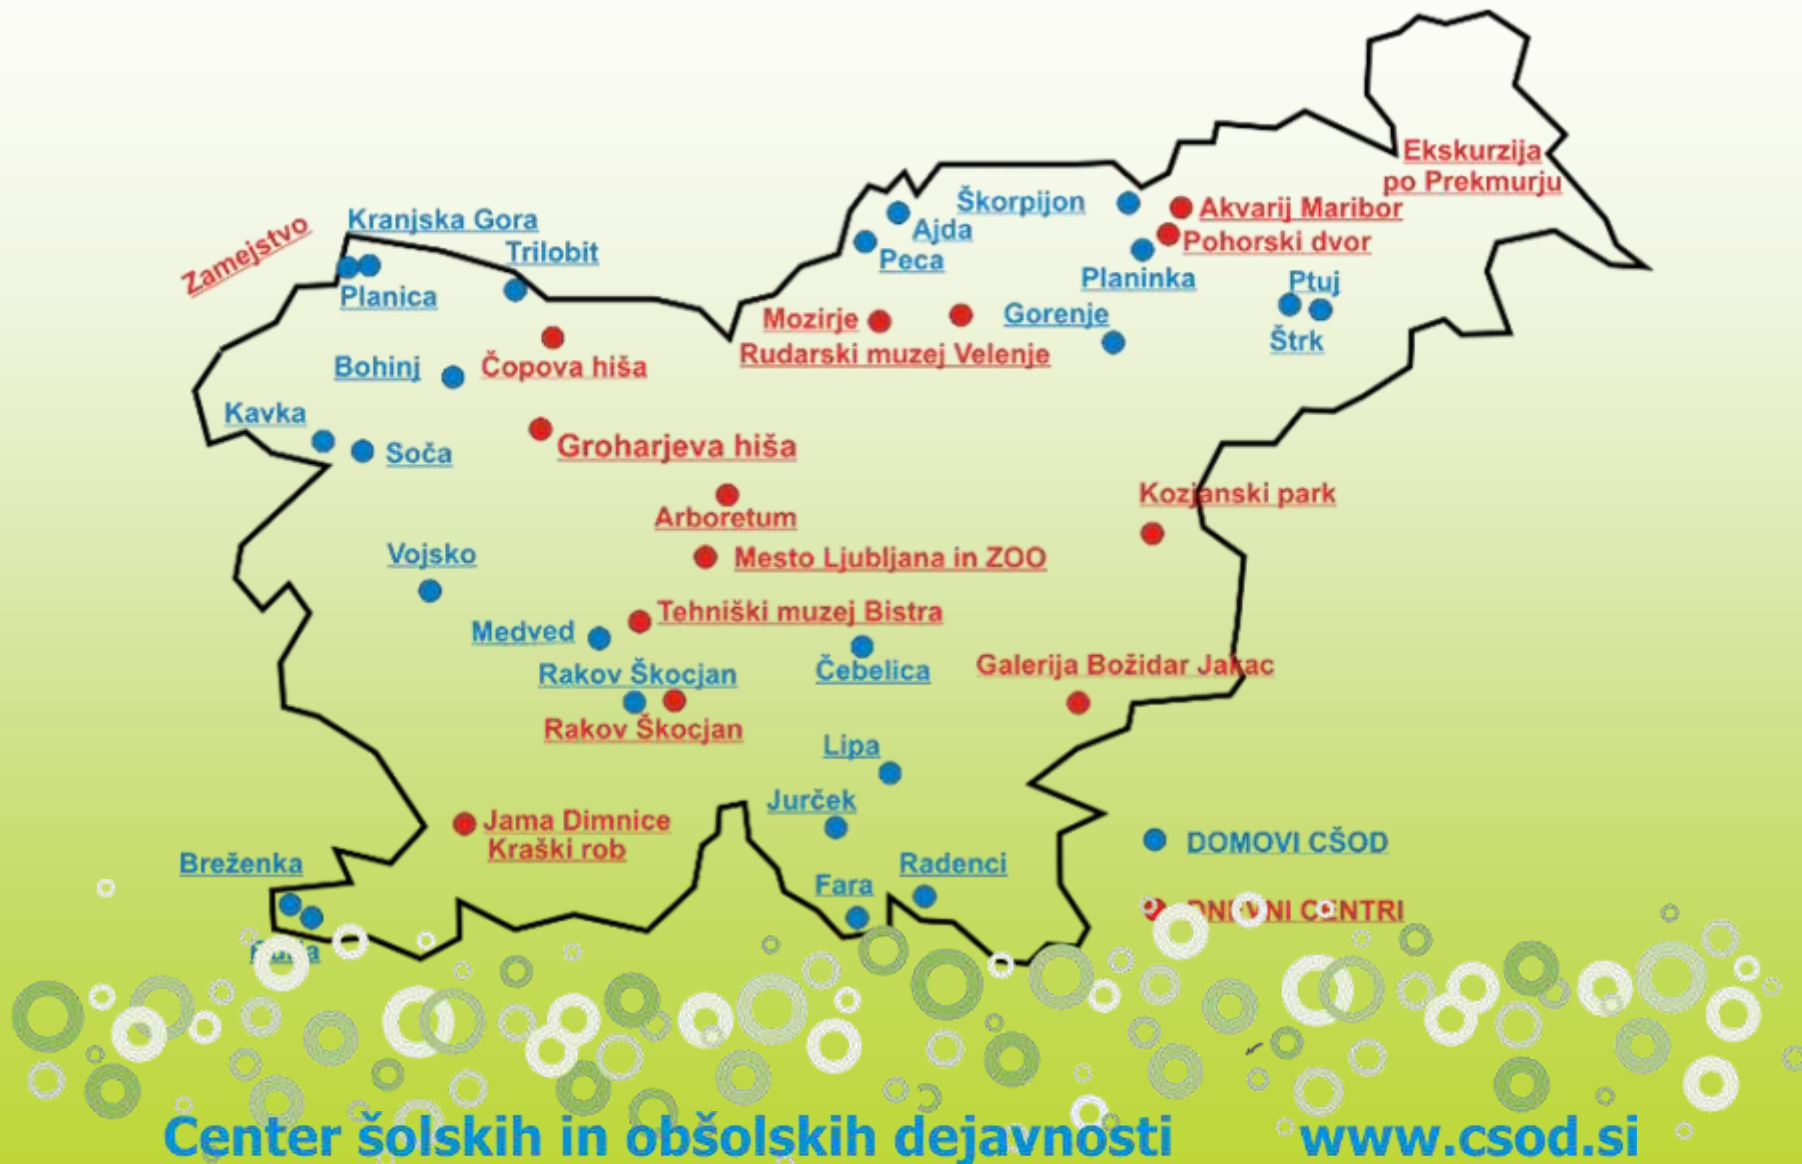 Ekskurzija
po Prekmurju
Škorpijon
Akvarij Maribor
Kranjska Gora
Zamejstvo
Ajda
Pohorski dvor
Trilobit
Peca
Planinka
Planica
Ptuj
Mozirje
Gorenje
Štrk
Rudarski muzej Velenje
Bohinj
Čopova hiša
Kavka
Soča
Groharjeva hiša
Kozjanski park
Arboretum
Vojsko
Mesto Ljubljana in ZOO
Tehniški muzej Bistra
Medved
Rakov Škocjan
Čebelica
Galerija Božidar Jakac
Rakov Škocjan
Lipa
Jurček
Jama Dimnice
Kraški rob
DOMOVI CŠOD
Breženka
Radenci
Fara
DNEVNI CENTRI
Center šolskih in obšolskih dejavnosti
www.csod.si